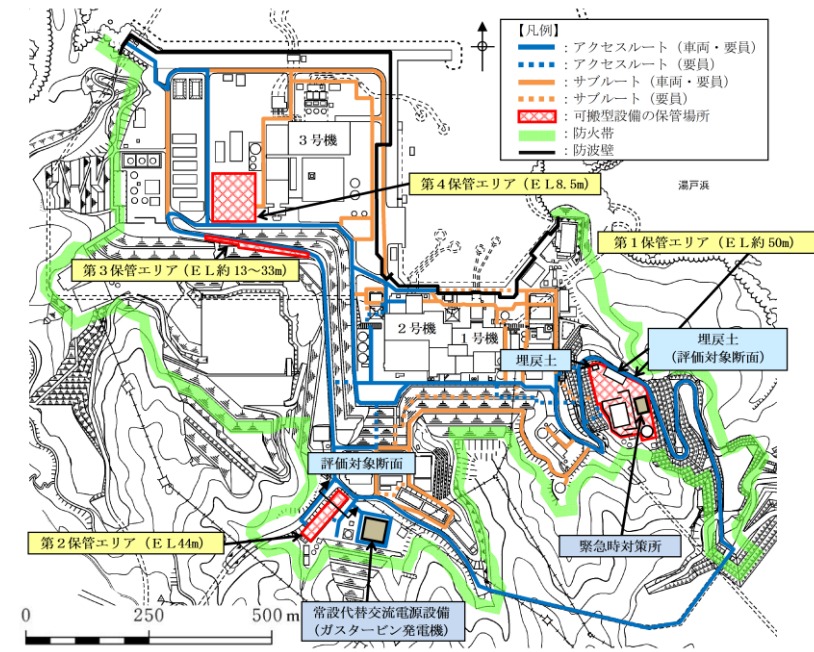 【凡例】
：アクセスルート（車両・要員）
：アクセスルート（要員）
：サブルート（車両・要員）
：サブルート（要員）
：可搬型設備の保管場所
：防火帯
：防波壁
3号機
湯戸浜
第4保管エリア（EL8.5m）
第1保管エリア（EL約50m）
第3保管エリア（EL約13～33m）
2号機
1号機
埋戻土
埋戻土
（評価対象断面）
評価対象断面
第2保管エリア（EL44m）
緊急時対策所
常設代替交流電源設備
（ガスタービン発電機）
0 250 500 m